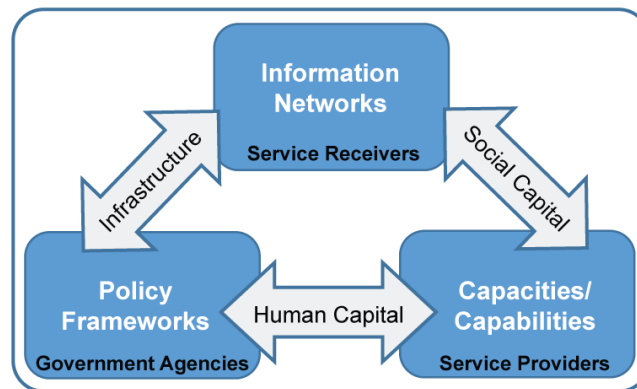 Information
Networks
Service Receivers
Infrastructure
Social Capital
Policy
Frameworks
Government Agencies
Human Capital
Capacities/
Capabilities
Service Providers